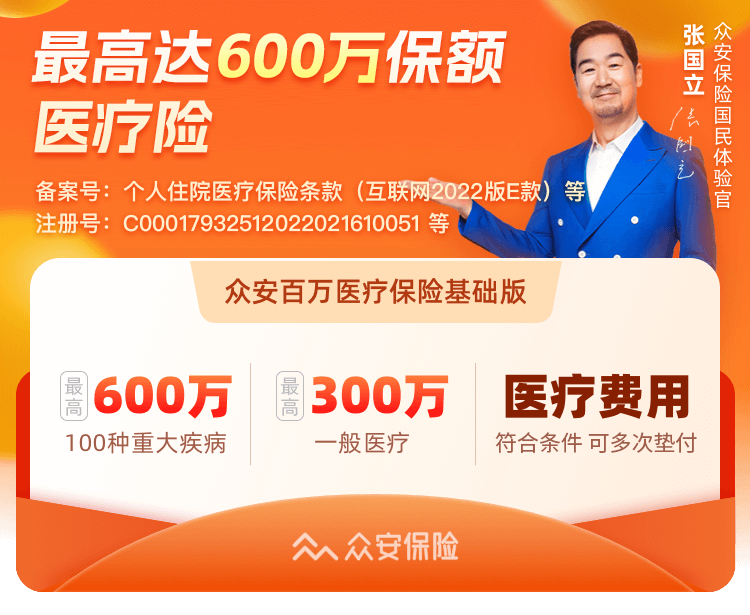 最高达600万保额
医疗险
众安保险国民体验官
张国立
张国立
备案号：个人住院医疗保险条款（互联网2022版E款）等
注册号：C00017932512022021610051 等
众安百万医疗保险基础版
最高 600万
100种重大疾病
最高 300万
一般医疗
医疗费用
符合条件 可多次垫付
众安保险